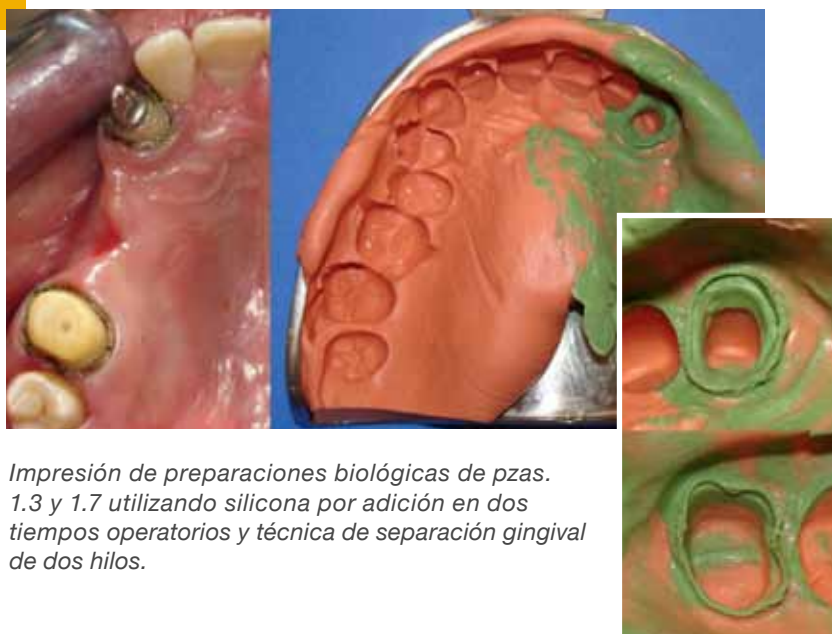 Impresión de preparaciones biológicas de pzas.
1.3 y 1.7 utilizando silicona por adición en dos
tiempos operatorios y técnica de separación gingival
de dos hilos.